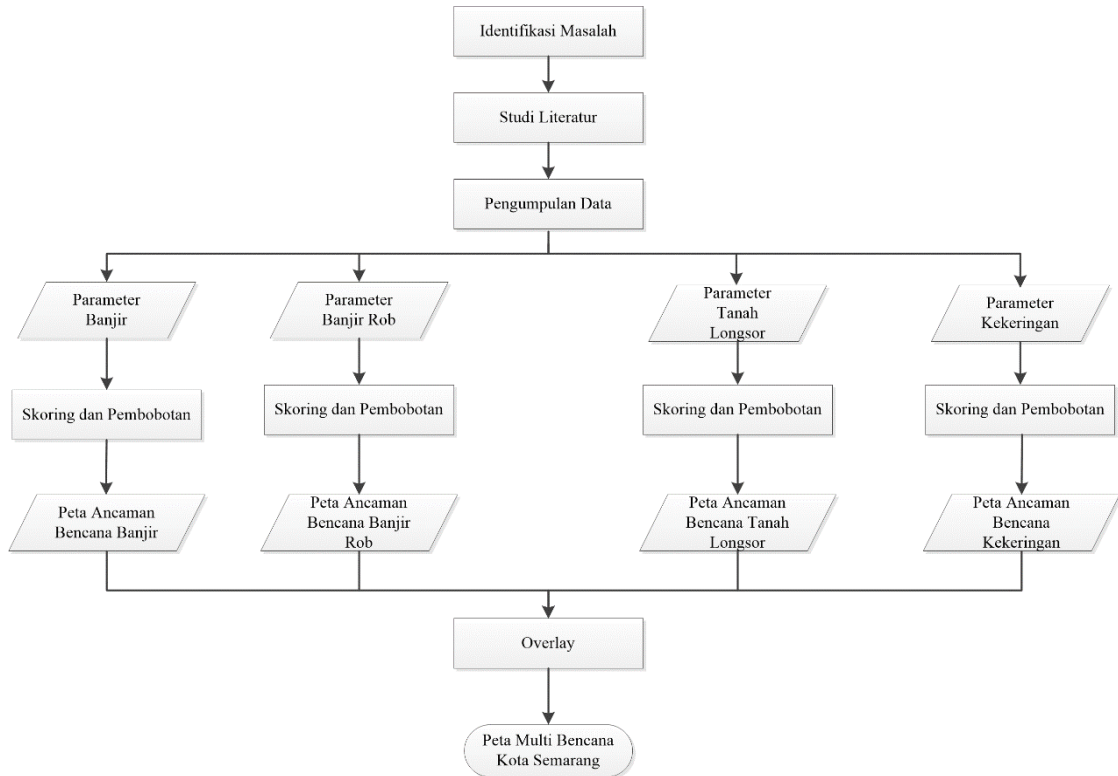 Identifikasi Masalah
Studi Literatur
Pengumpulan Data
Parameter
Banjir
Parameter
Banjir Rob
Parameter
Tanah
Longsor
Parameter
Kekeringan
Skoring dan Pembobotan
Skoring dan Pembobotan
Skoring dan Pembobotan
Skoring dan Pembobotan
Peta Ancaman
Bencana Banjir
Peta Ancaman
Bencana Banjir
Rob
Peta Ancaman
Bencana Tanah
Longsor
Peta Ancaman
Bencana
Kekeringan
Overlay
Peta Multi Bencana
Kota Semarang